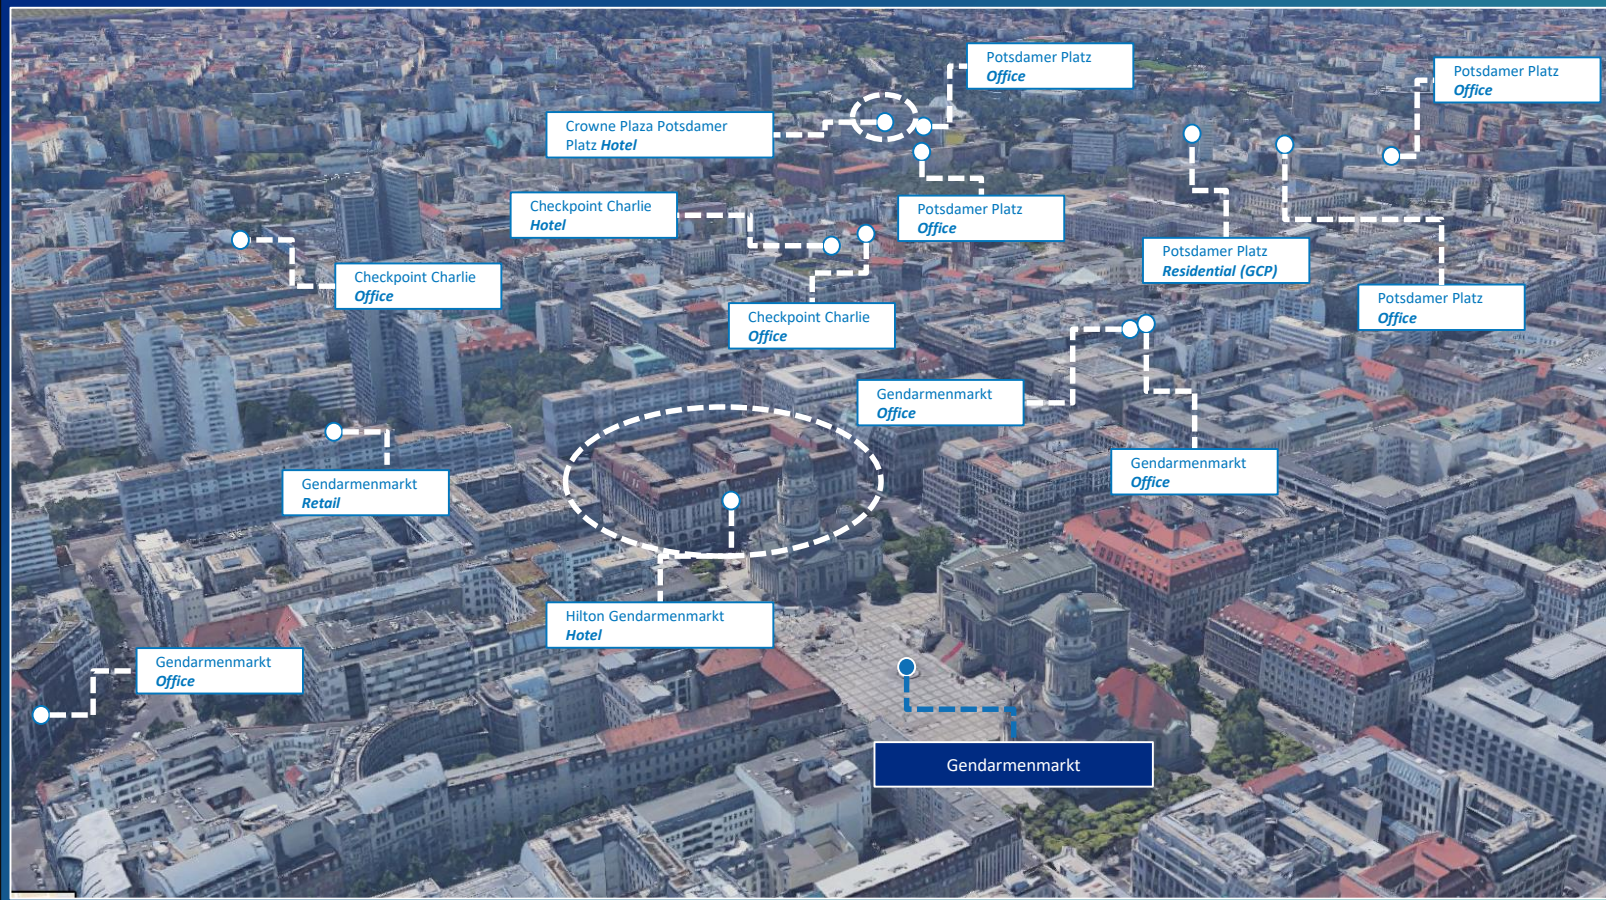 Potsdamer Platz
Office
Potsdamer Platz
Office
Crowne Plaza Potsdamer
Platz Hotel
Checkpoint Charlie
Hotel
Potsdamer Platz
Office
Potsdamer Platz
Residential (GCP)
Checkpoint Charlie
Office
Potsdamer Platz
Office
Checkpoint Charlie
Office
Gendarmenmarkt
Office
Gendarmenmarkt
Office
Gendarmenmarkt
Retail
Hilton Gendarmenmarkt
Hotel
Gendarmenmarkt
Office
Gendarmenmarkt